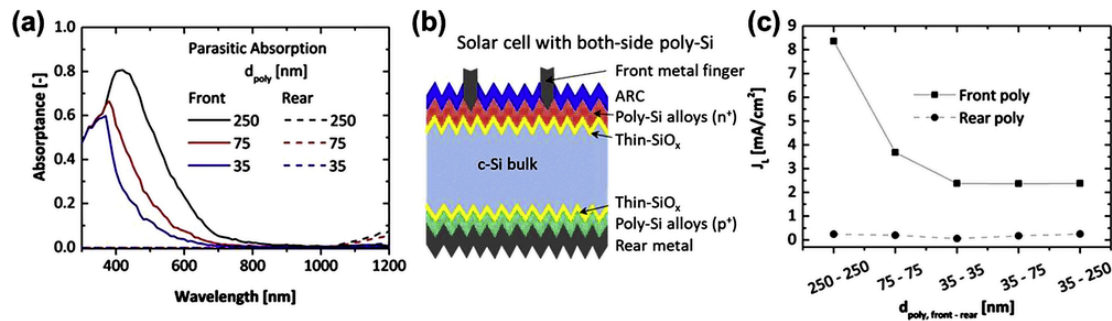 (a)
1.0
0.8
0.6
0.4
0.2
0.0
Absorptance [-]
Parasitic Absorption
d_poly [nm]
Front Rear
250 250
75 75
35 35
400 600 800 1000 1200
Wavelength [nm]
(b)
Solar cell with both-side poly-Si
Front metal finger
ARC
Poly-Si alloys (n⁺)
Thin-SiOₓ
c-Si bulk
Thin-SiOₓ
Poly-Si alloys (p⁺)
Rear metal
(c)
9
8
7
6
5
4
3
2
1
0
J_L [mA/cm²]
Front poly
Rear poly
250 - 250
75 - 75
35 - 35
35 - 75
35 - 250
d_poly, front - rear [nm]